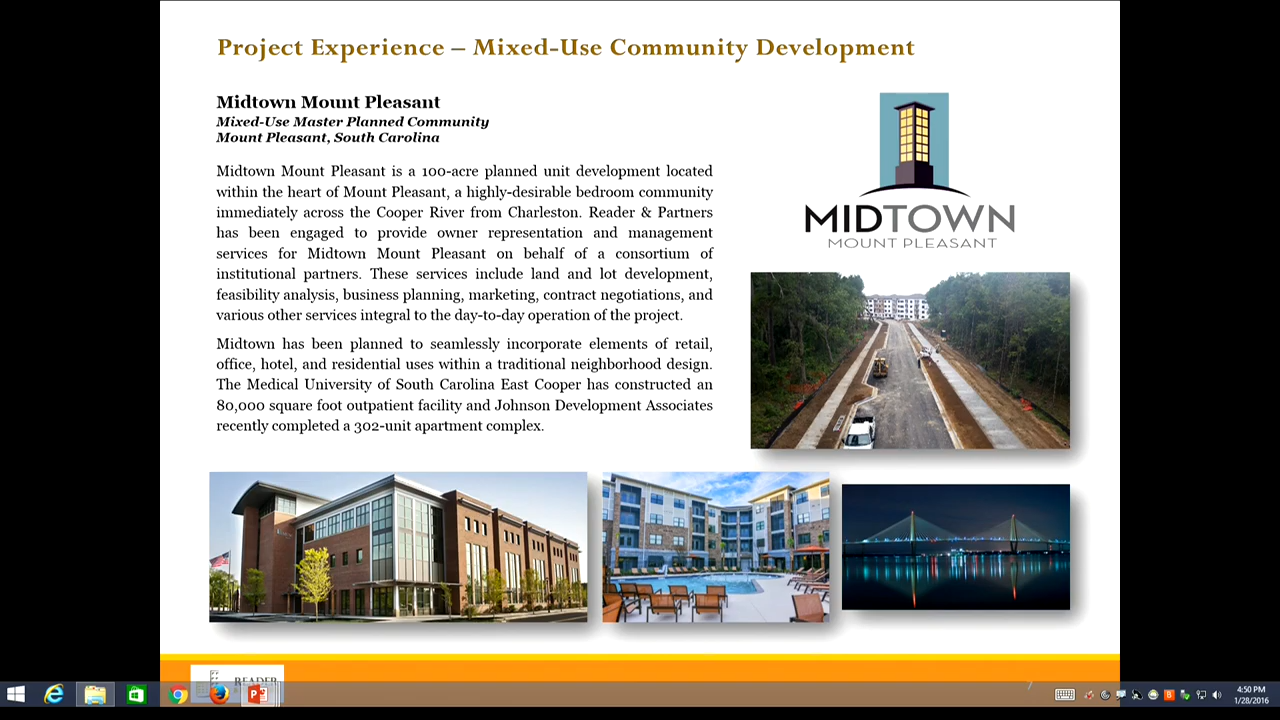 Project Experience – Mixed-Use Community Development
Midtown Mount Pleasant
Mixed-Use Master Planned Community
Mount Pleasant, South Carolina
Midtown Mount Pleasant is a 100-acre planned unit development located
within the heart of Mount Pleasant, a highly-desirable bedroom community
immediately across the Cooper River from Charleston. Reader & Partners
has been engaged to provide owner representation and management
services for Midtown Mount Pleasant on behalf of a consortium of
institutional partners. These services include land and lot development,
feasibility analysis, business planning, marketing, contract negotiations, and
various other services integral to the day-to-day operation of the project.
Midtown has been planned to seamlessly incorporate elements of retail,
office, hotel, and residential uses within a traditional neighborhood design.
The Medical University of South Carolina East Cooper has constructed an
80,000 square foot outpatient facility and Johnson Development Associates
recently completed a 302-unit apartment complex.
MIDTOWN
MOUNT PLEASANT
READER
7
4:50 PM
1/28/2016